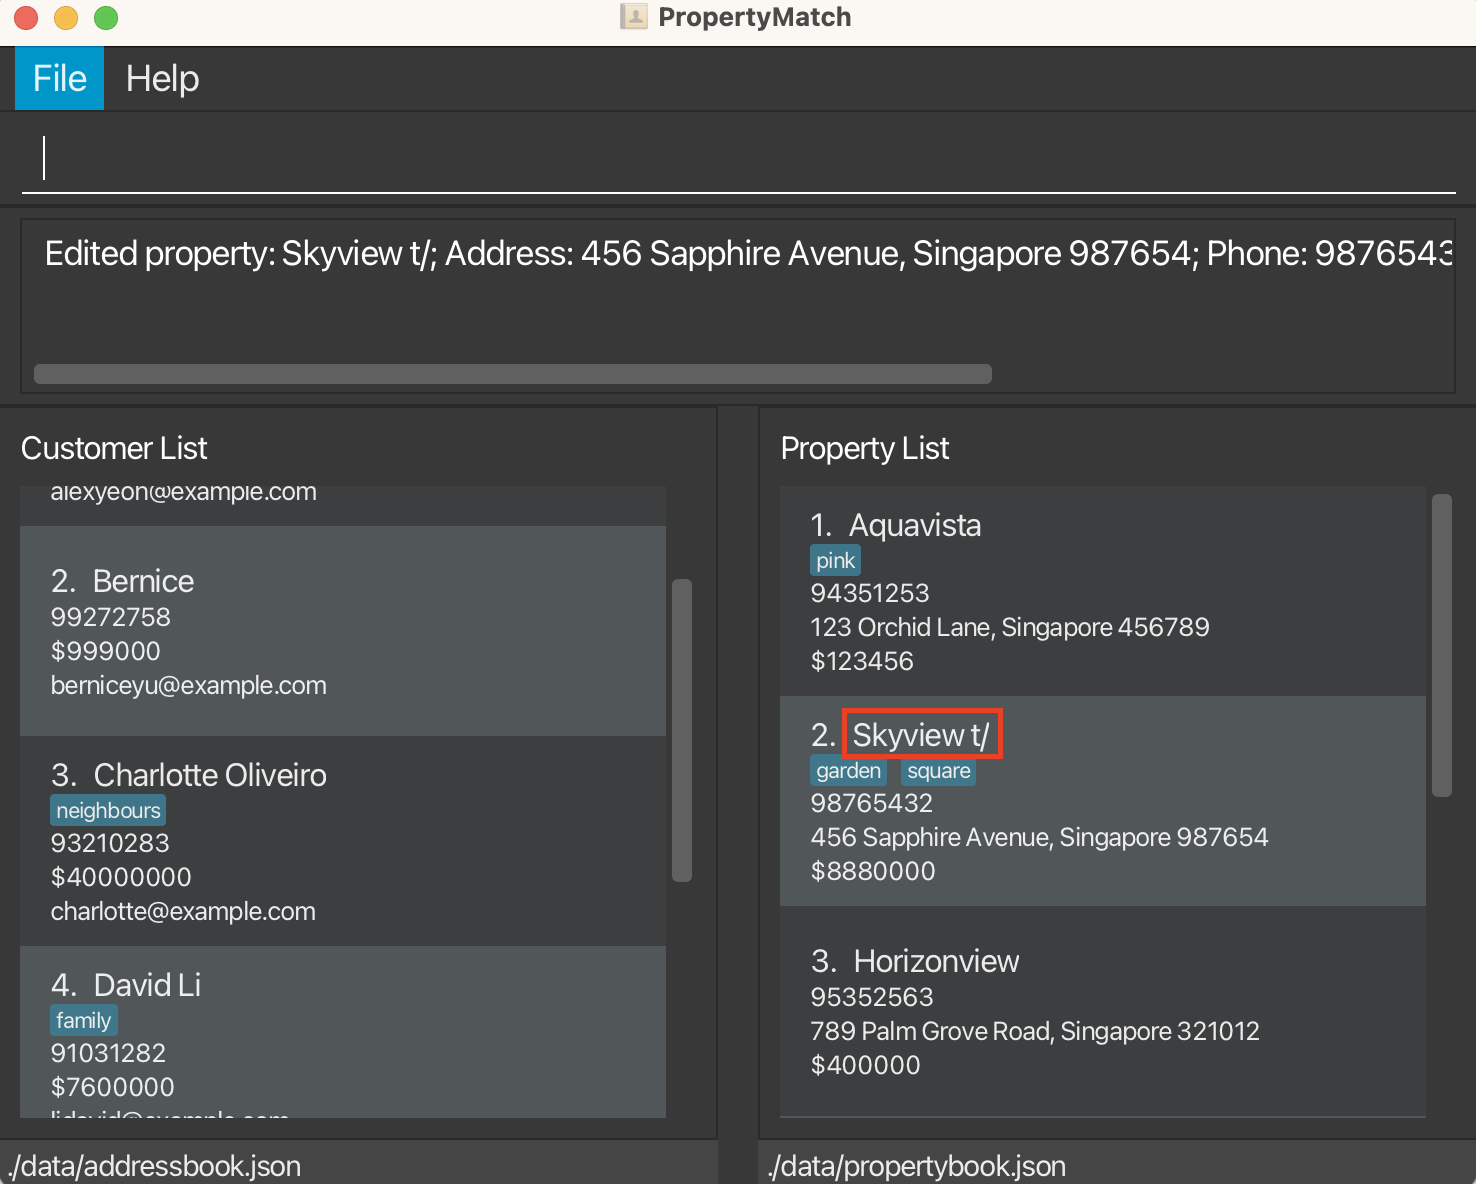 PropertyMatch
File Help
Edited property: Skyview t/; Address: 456 Sapphire Avenue, Singapore 987654; Phone: 9876543
Customer List
alexyeoh@example.com
2. Bernice
99272758
$999000
berniceyu@example.com
3. Charlotte Oliveiro
neighbours
93210283
$40000000
charlotte@example.com
4. David Li
family
91031282
$7600000
lidavid@example.com
./data/addressbook.json
Property List
1. Aquavista
pink
94351253
123 Orchid Lane, Singapore 456789
$123456
2. Skyview t/
garden square
98765432
456 Sapphire Avenue, Singapore 987654
$8880000
3. Horizonview
95352563
789 Palm Grove Road, Singapore 321012
$400000
./data/propertybook.json